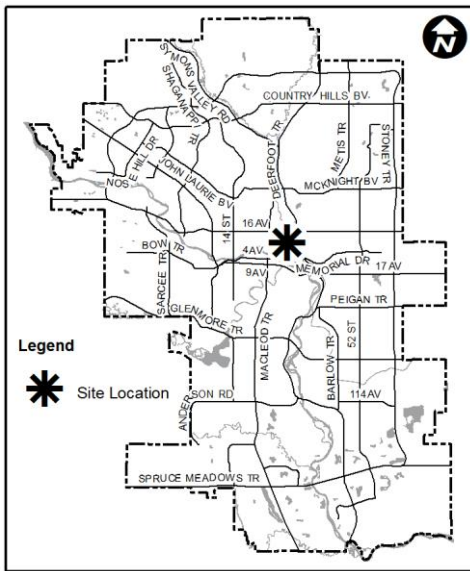 N
SYMONS VALLEY RD
SHAGANAPPI TR
COUNTRY HILLS BV
DEERFOOT TR
METIS TR
STONEY TR
NOSE HILL DR
JOHN LAURIE BV
MCKNIGHT BV
14 ST
16 AV
BOW TR
4 AV
MEMORIAL DR
17 AV
9 AV
SARCEE TR
PEIGAN TR
GLENMORE TR
MACLEOD TR
BARLOW TR
52 ST
Legend
Site Location
ANDERSON RD
114 AV
SPRUCE MEADOWS TR